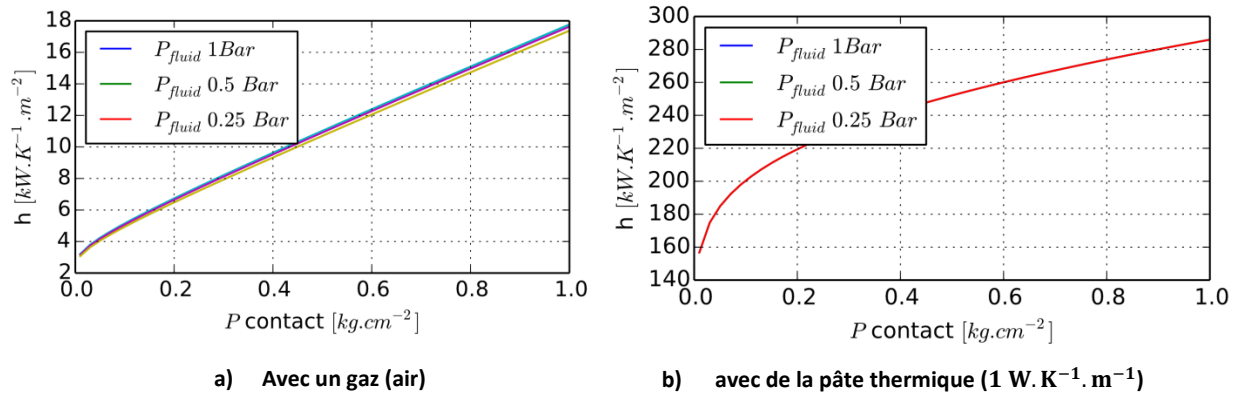 18
16
14
12
10
8
6
4
2
h [kW.K⁻¹.m⁻²]
P_fluid 1Bar
P_fluid 0.5 Bar
P_fluid 0.25 Bar
0.0 0.2 0.4 0.6 0.8 1.0
P contact [kg.cm⁻²]
a) Avec un gaz (air)
300
280
260
240
220
200
180
160
140
h [kW.K⁻¹.m⁻²]
P_fluid 1Bar
P_fluid 0.5 Bar
P_fluid 0.25 Bar
0.0 0.2 0.4 0.6 0.8 1.0
P contact [kg.cm⁻²]
b) avec de la pâte thermique (1 W.K⁻¹.m⁻¹)